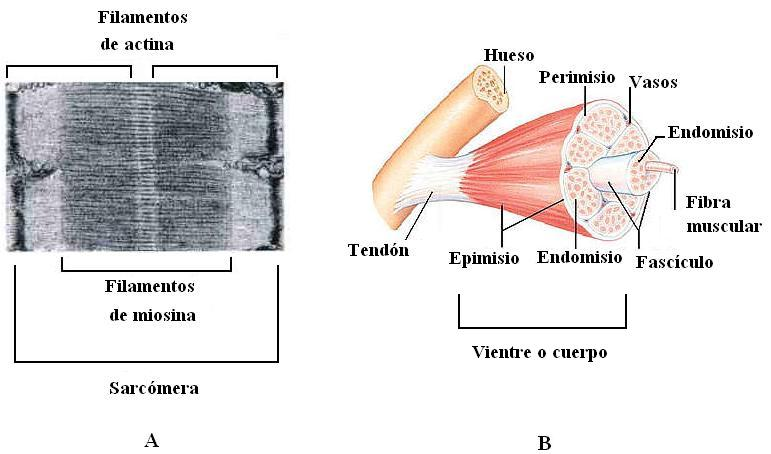 Filamentos
de actina
Filamentos
de miosina
Sarcómera
A
Hueso
Perimisio
Vasos
Endomisio
Fibra
muscular
Tendón
Epimisio
Endomisio
Fascículo
Vientre o cuerpo
B